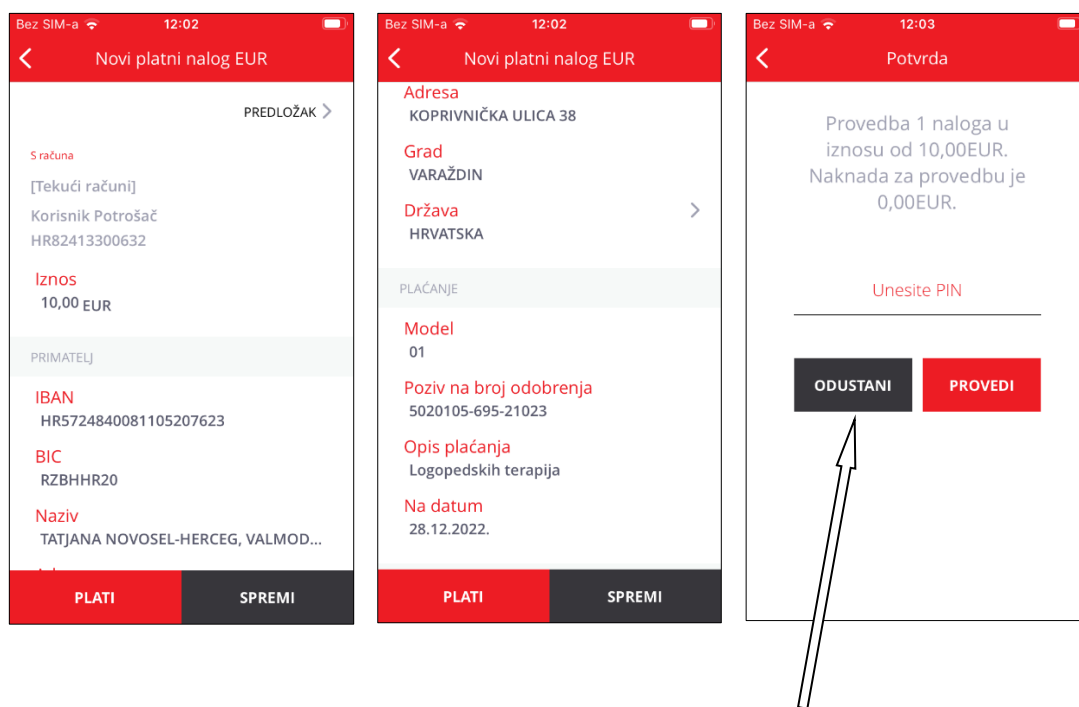 Bez SIM-a 12:02
Novi platni nalog EUR
PREDLOŽAK
S računa
[Tekući računi]
Korisnik Potrošač
HR82413300632
Iznos
10,00 EUR
PRIMATELJ
IBAN
HR5724840081105207623
BIC
RZBHHR20
Naziv
TATJANA NOVOSEL-HERCEG, VALMOD...
PLATI SPREMI
Bez SIM-a 12:02
Novi platni nalog EUR
Adresa
KOPRIVNIČKA ULICA 38
Grad
VARAŽDIN
Država
HRVATSKA
PLAĆANJE
Model
01
Poziv na broj odobrenja
5020105-695-21023
Opis plaćanja
Logopedskih terapija
Na datum
28.12.2022.
PLATI SPREMI
Bez SIM-a 12:03
Potvrda
Provedba 1 naloga u
iznosu od 10,00EUR.
Naknada za provedbu je
0,00EUR.
Unesite PIN
ODUSTANI PROVEDI